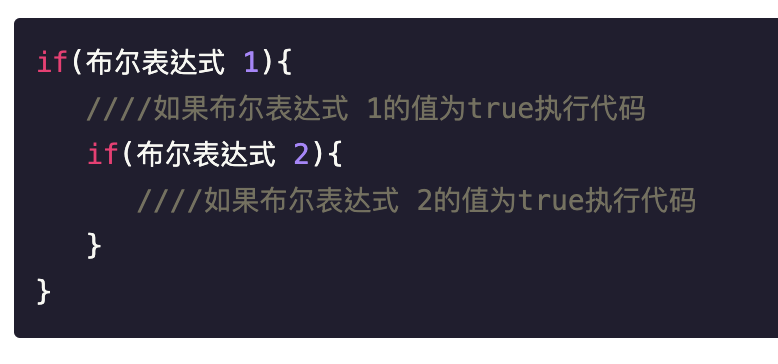 if(布尔表达式 1){
////如果布尔表达式 1的值为true执行代码
if(布尔表达式 2){
////如果布尔表达式 2的值为true执行代码
}
}